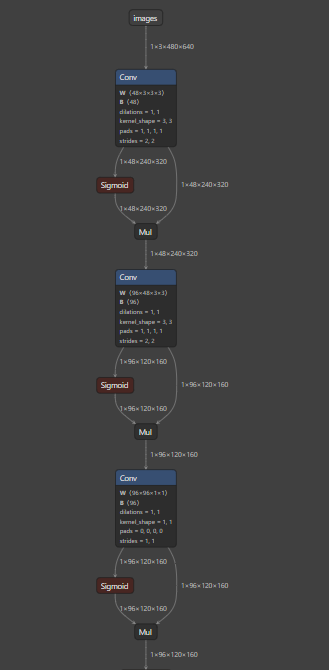 images
1×3×480×640
Conv
W ⟨48×3×3×3⟩
B ⟨48⟩
dilations = 1, 1
kernel_shape = 3, 3
pads = 1, 1, 1, 1
strides = 2, 2
1×48×240×320
Sigmoid
1×48×240×320
1×48×240×320
Mul
1×48×240×320
Conv
W ⟨96×48×3×3⟩
B ⟨96⟩
dilations = 1, 1
kernel_shape = 3, 3
pads = 1, 1, 1, 1
strides = 2, 2
1×96×120×160
Sigmoid
1×96×120×160
1×96×120×160
Mul
1×96×120×160
Conv
W ⟨96×96×1×1⟩
B ⟨96⟩
dilations = 1, 1
kernel_shape = 1, 1
pads = 0, 0, 0, 0
strides = 1, 1
1×96×120×160
Sigmoid
1×96×120×160
1×96×120×160
Mul
1×96×120×160